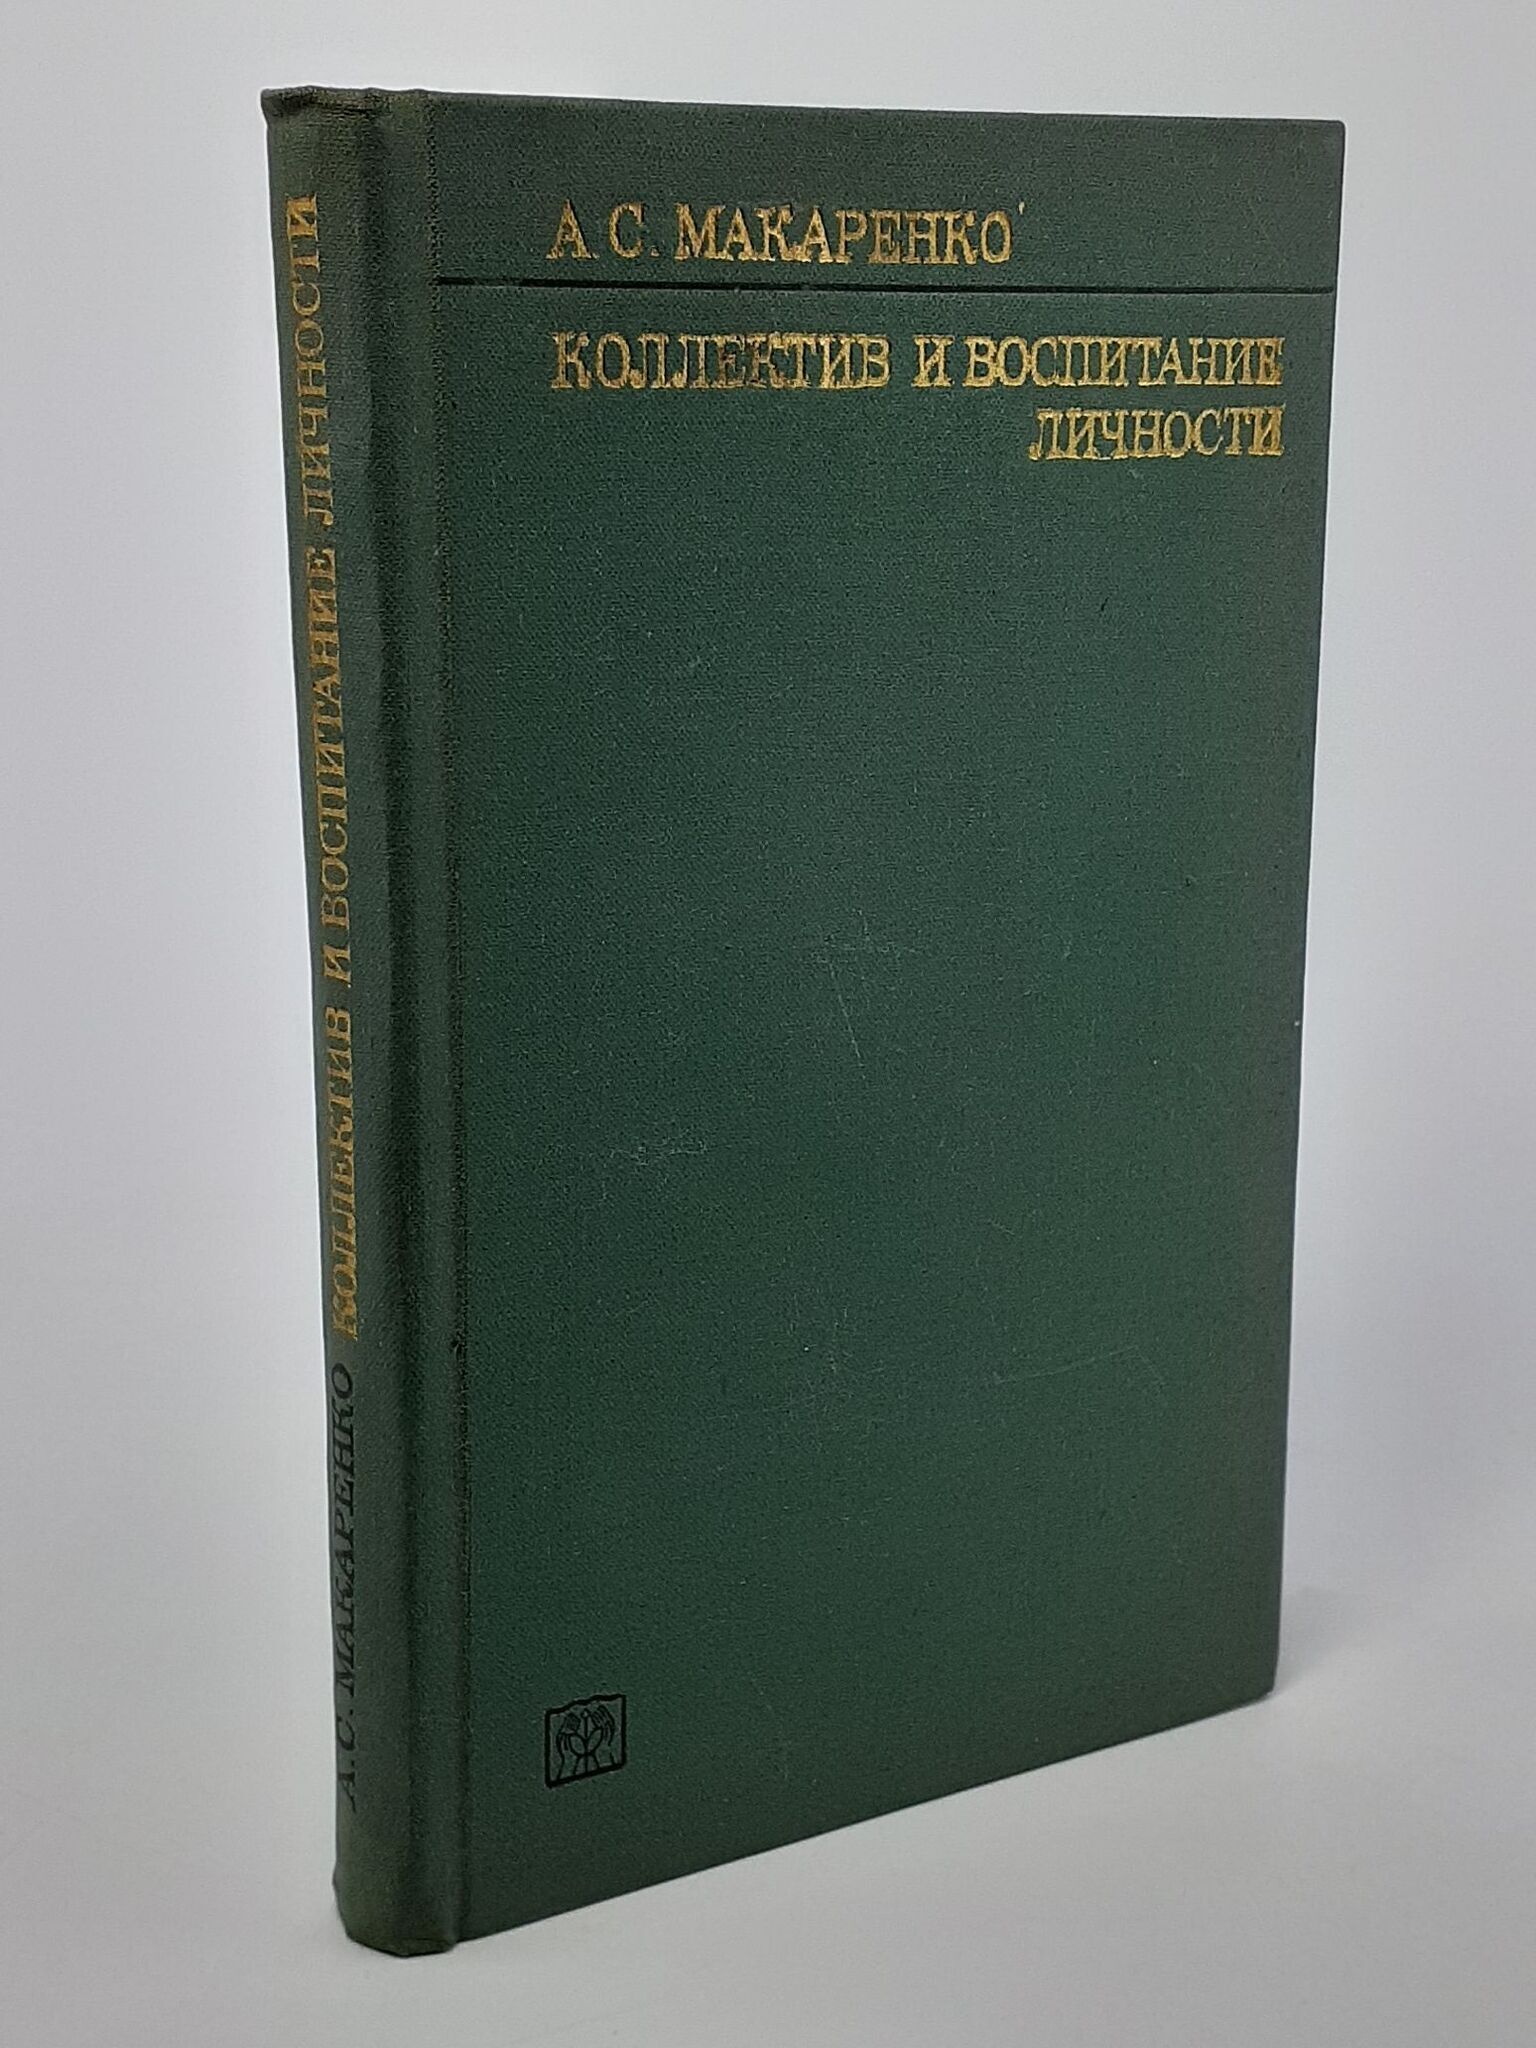 А. С. МАКАРЕНКО
КОЛЛЕКТИВ И ВОСПИТАНИЕ
ЛИЧНОСТИ
А. С. МАКАРЕНКО КОЛЛЕКТИВ И ВОСПИТАНИЕ ЛИЧНОСТИ